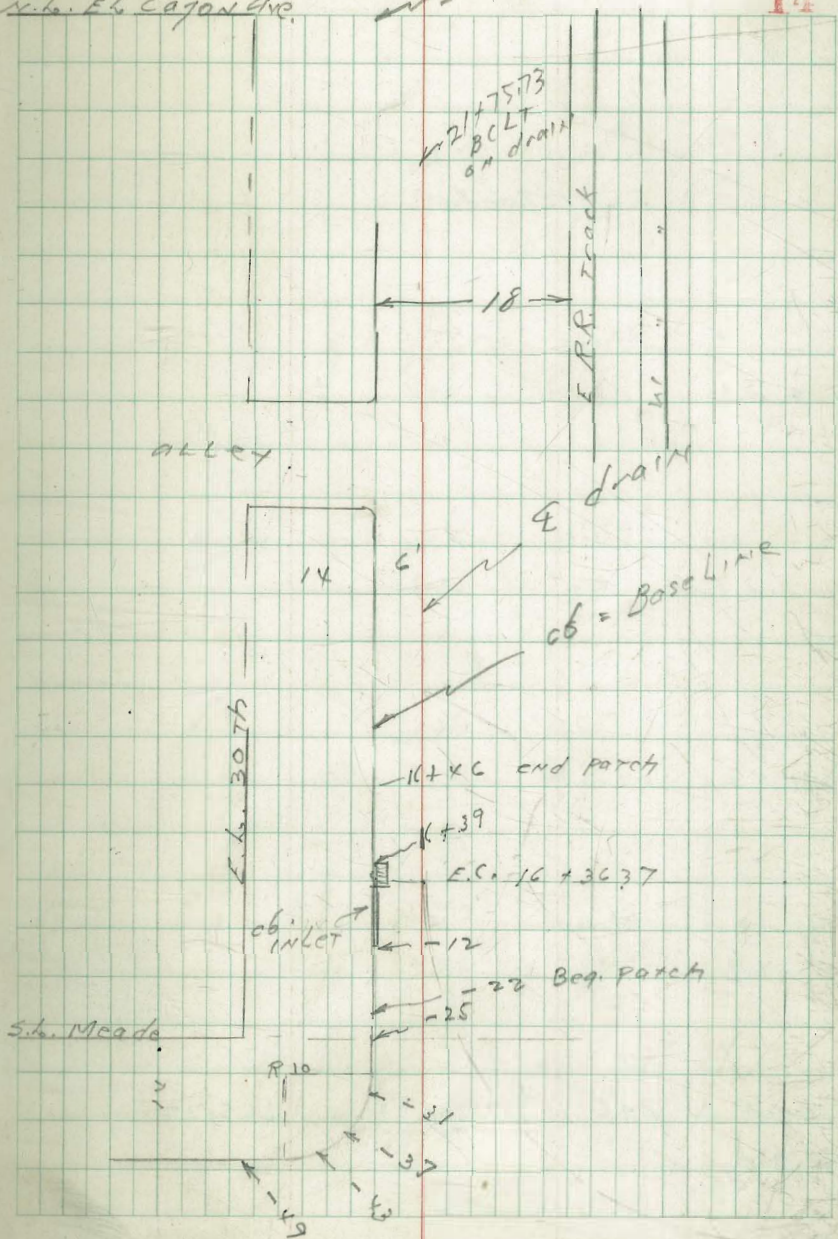 N.L. EL Cajon Ave.
14
21+75.73
BCLT
on drain
18
E R.R. Track
W " "
ALLEY
₵ drain
14
6'
cb = BaseLine
E.L. 30Th
-16+46 end patch
16+39
E.C. 16+36.37
cb.
INLET
-12
-22 Beg. patch
-25
S.L. Meade
R 10
-31
-37
-43
-49